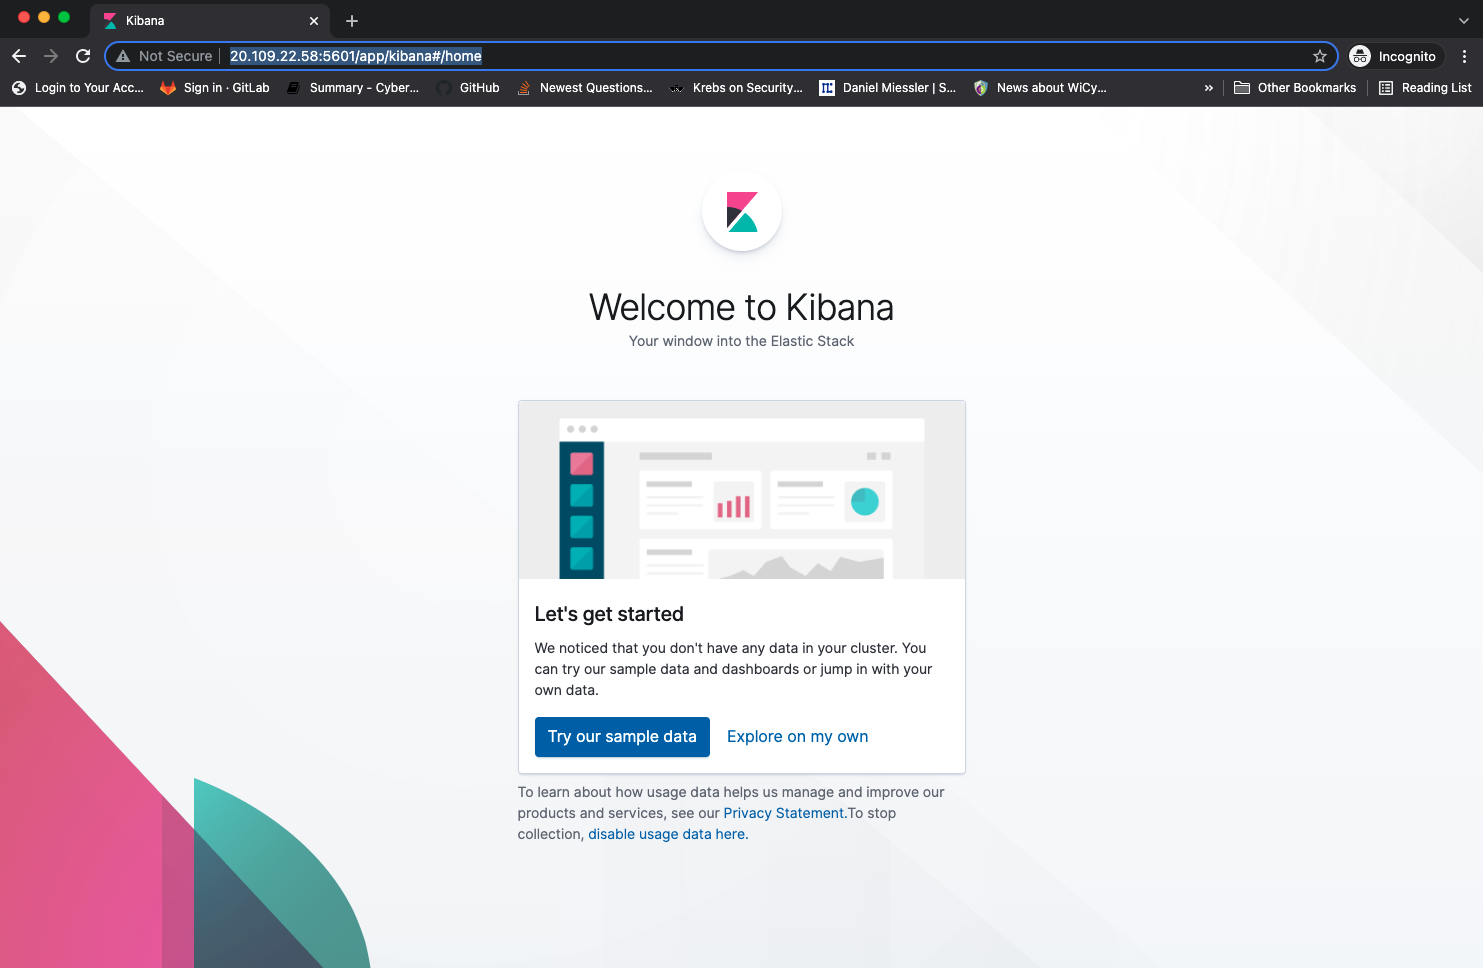 Kibana
Not Secure
20.109.22.58:5601/app/kibana#/home
Incognito
Login to Your Acc...
Sign in · GitLab
Summary - Cyber...
GitHub
Newest Questions...
Krebs on Security...
Daniel Miessler | S...
News about WiCy...
»
Other Bookmarks
Reading List
Welcome to Kibana
Your window into the Elastic Stack
Let's get started
We noticed that you don't have any data in your cluster. You
can try our sample data and dashboards or jump in with your
own data.
Try our sample data
Explore on my own
To learn about how usage data helps us manage and improve our
products and services, see our Privacy Statement.To stop
collection, disable usage data here.